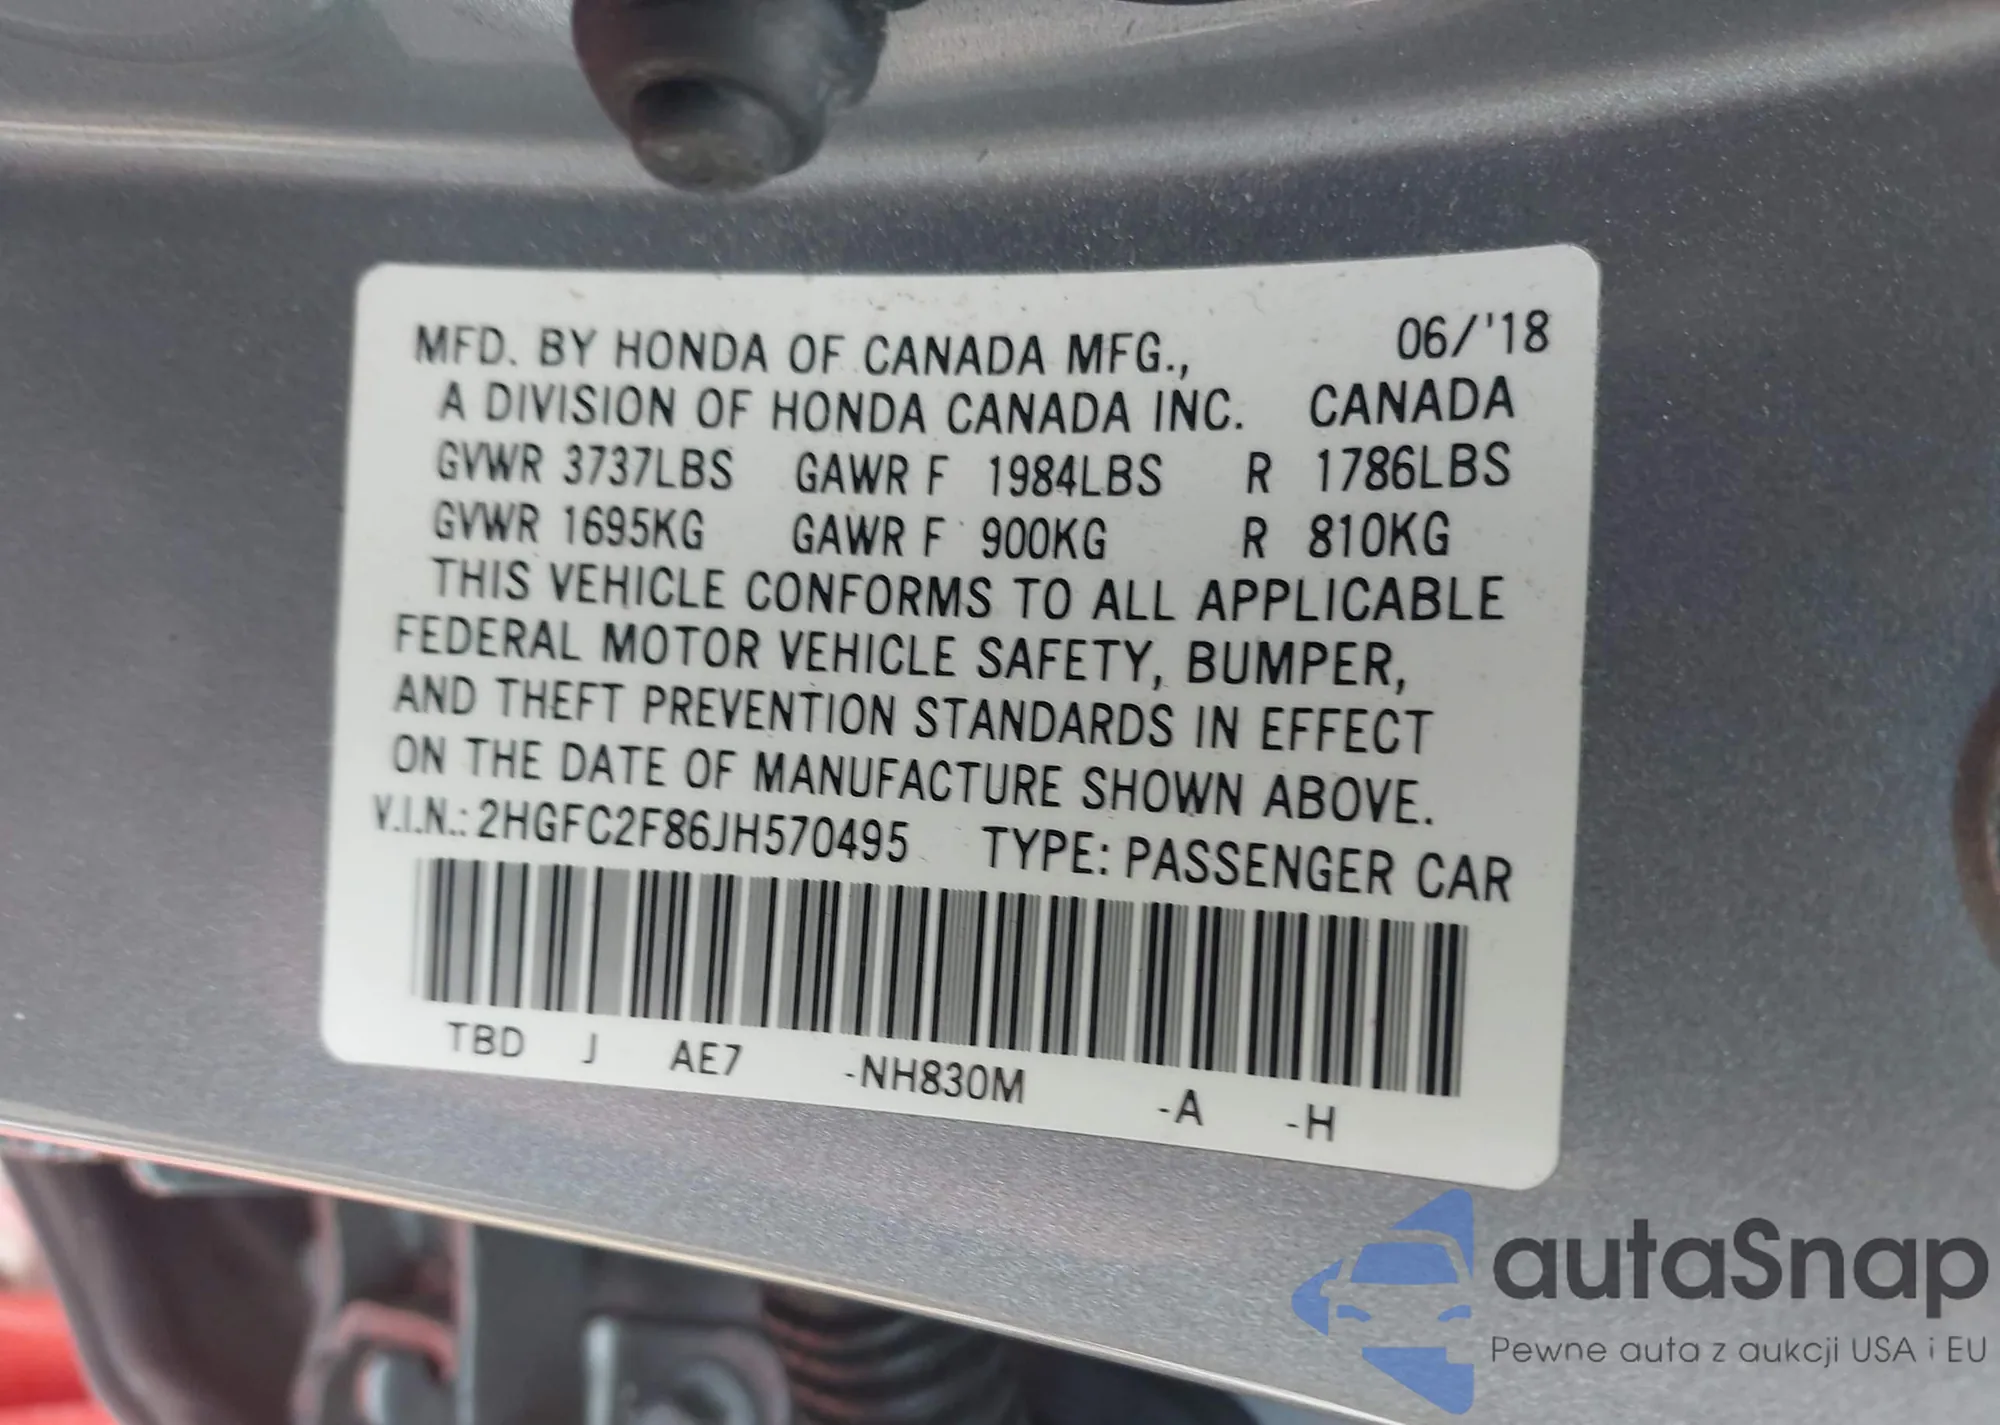 MFD. BY HONDA OF CANADA MFG., 06/'18
A DIVISION OF HONDA CANADA INC. CANADA
GVWR 3737LBS GAWR F 1984LBS R 1786LBS
GVWR 1695KG GAWR F 900KG R 810KG
THIS VEHICLE CONFORMS TO ALL APPLICABLE
FEDERAL MOTOR VEHICLE SAFETY, BUMPER,
AND THEFT PREVENTION STANDARDS IN EFFECT
ON THE DATE OF MANUFACTURE SHOWN ABOVE.
V.I.N.: 2HGFC2F86JH570495 TYPE: PASSENGER CAR
TBD J AE7 -NH830M -A -H
autaSnap
Pewne auta z aukcji USA i EU